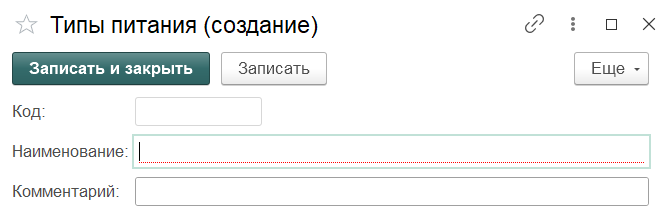 Типы питания (создание)
Записать и закрыть Записать Еще
Код:
Наименование:
Комментарий: